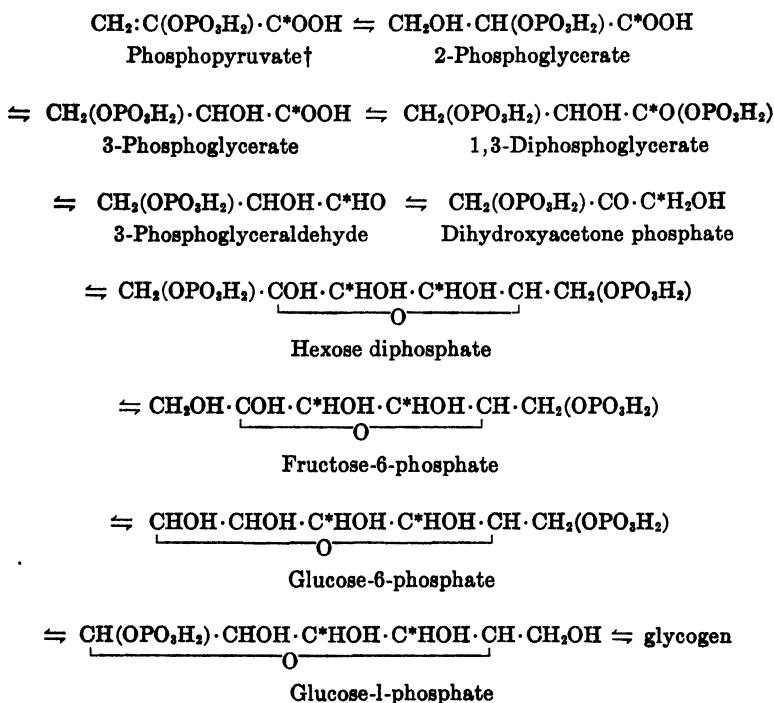 CH₂:C(OPO₃H₂)·C*OOH ⇋ CH₂OH·CH(OPO₃H₂)·C*OOH
Phosphopyruvate† 2-Phosphoglycerate
⇋ CH₂(OPO₃H₂)·CHOH·C*OOH ⇋ CH₂(OPO₃H₂)·CHOH·C*O(OPO₃H₂)
3-Phosphoglycerate 1,3-Diphosphoglycerate
⇋ CH₂(OPO₃H₂)·CHOH·C*HO ⇋ CH₂(OPO₃H₂)·CO·C*H₂OH
3-Phosphoglyceraldehyde Dihydroxyacetone phosphate
⇋ CH₂(OPO₃H₂)·COH·C*HOH·C*HOH·CH·CH₂(OPO₃H₂)
O
Hexose diphosphate
⇋ CH₂OH·COH·C*HOH·C*HOH·CH·CH₂(OPO₃H₂)
O
Fructose-6-phosphate
⇋ CHOH·CHOH·C*HOH·C*HOH·CH·CH₂(OPO₃H₂)
O
Glucose-6-phosphate
⇋ CH(OPO₃H₂)·CHOH·C*HOH·C*HOH·CH·CH₂OH ⇋ glycogen
O
Glucose-1-phosphate